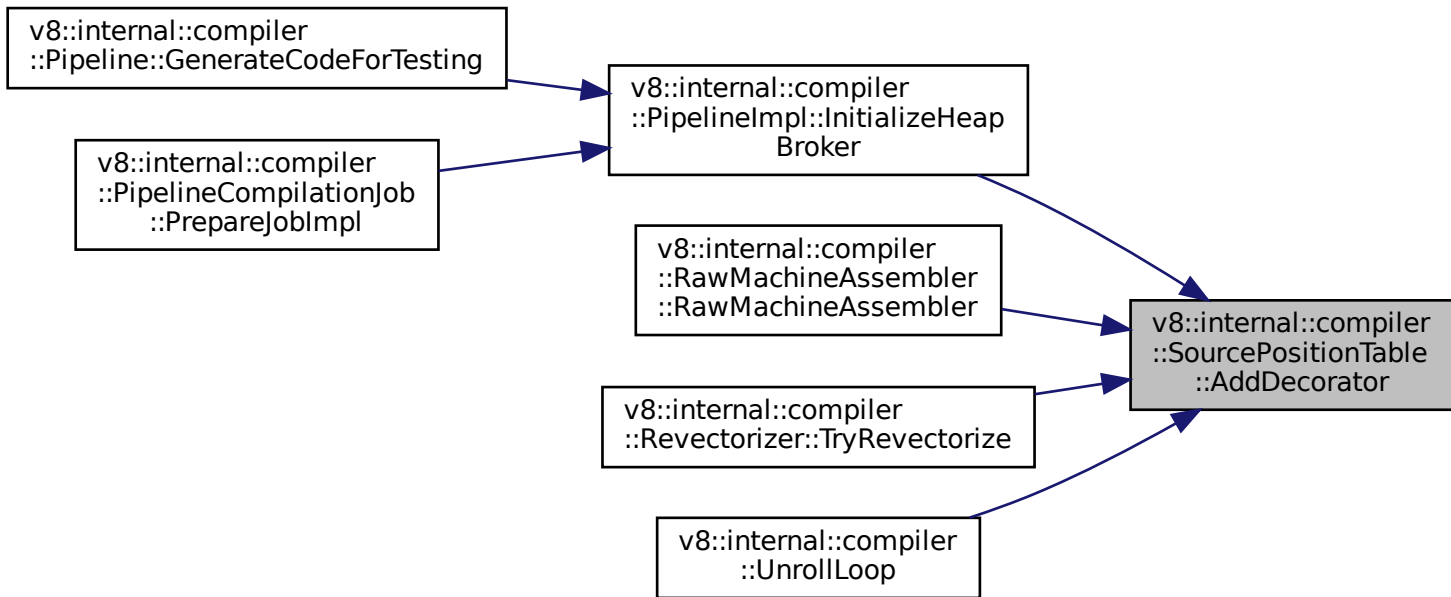 v8::internal::compiler
::Pipeline::GenerateCodeForTesting
v8::internal::compiler
::PipelineImpl::InitializeHeap
Broker
v8::internal::compiler
::PipelineCompilationJob
::PrepareJobImpl
v8::internal::compiler
::RawMachineAssembler
::RawMachineAssembler
v8::internal::compiler
::SourcePositionTable
::AddDecorator
v8::internal::compiler
::Revectorizer::TryRevectorize
v8::internal::compiler
::UnrollLoop